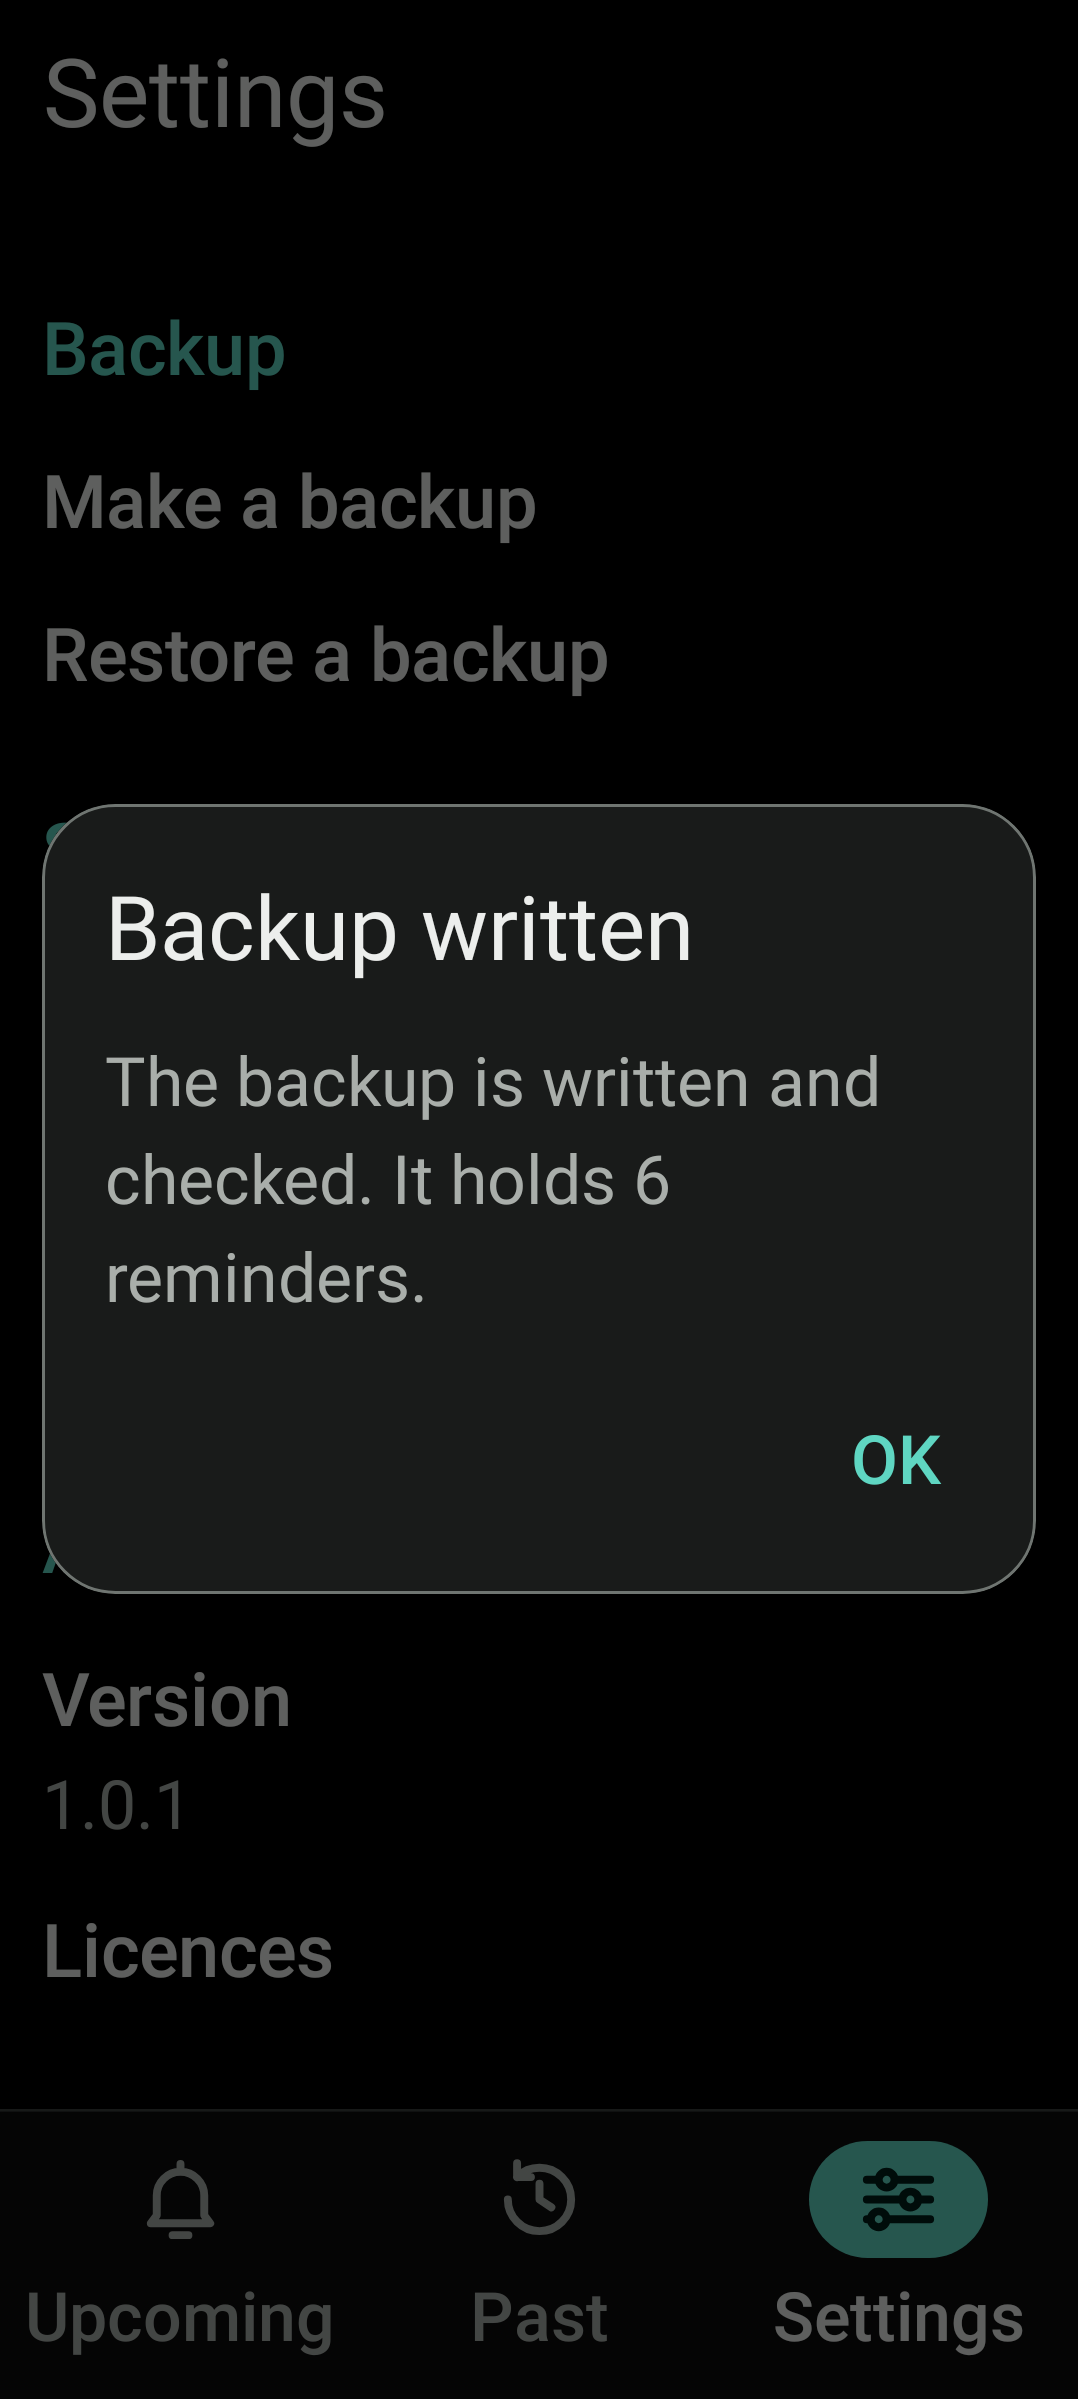 Settings
Backup
Make a backup
Restore a backup
Backup written
The backup is written and
checked. It holds 6
reminders.
OK
Version
1.0.1
Licences
Upcoming
Past
Settings